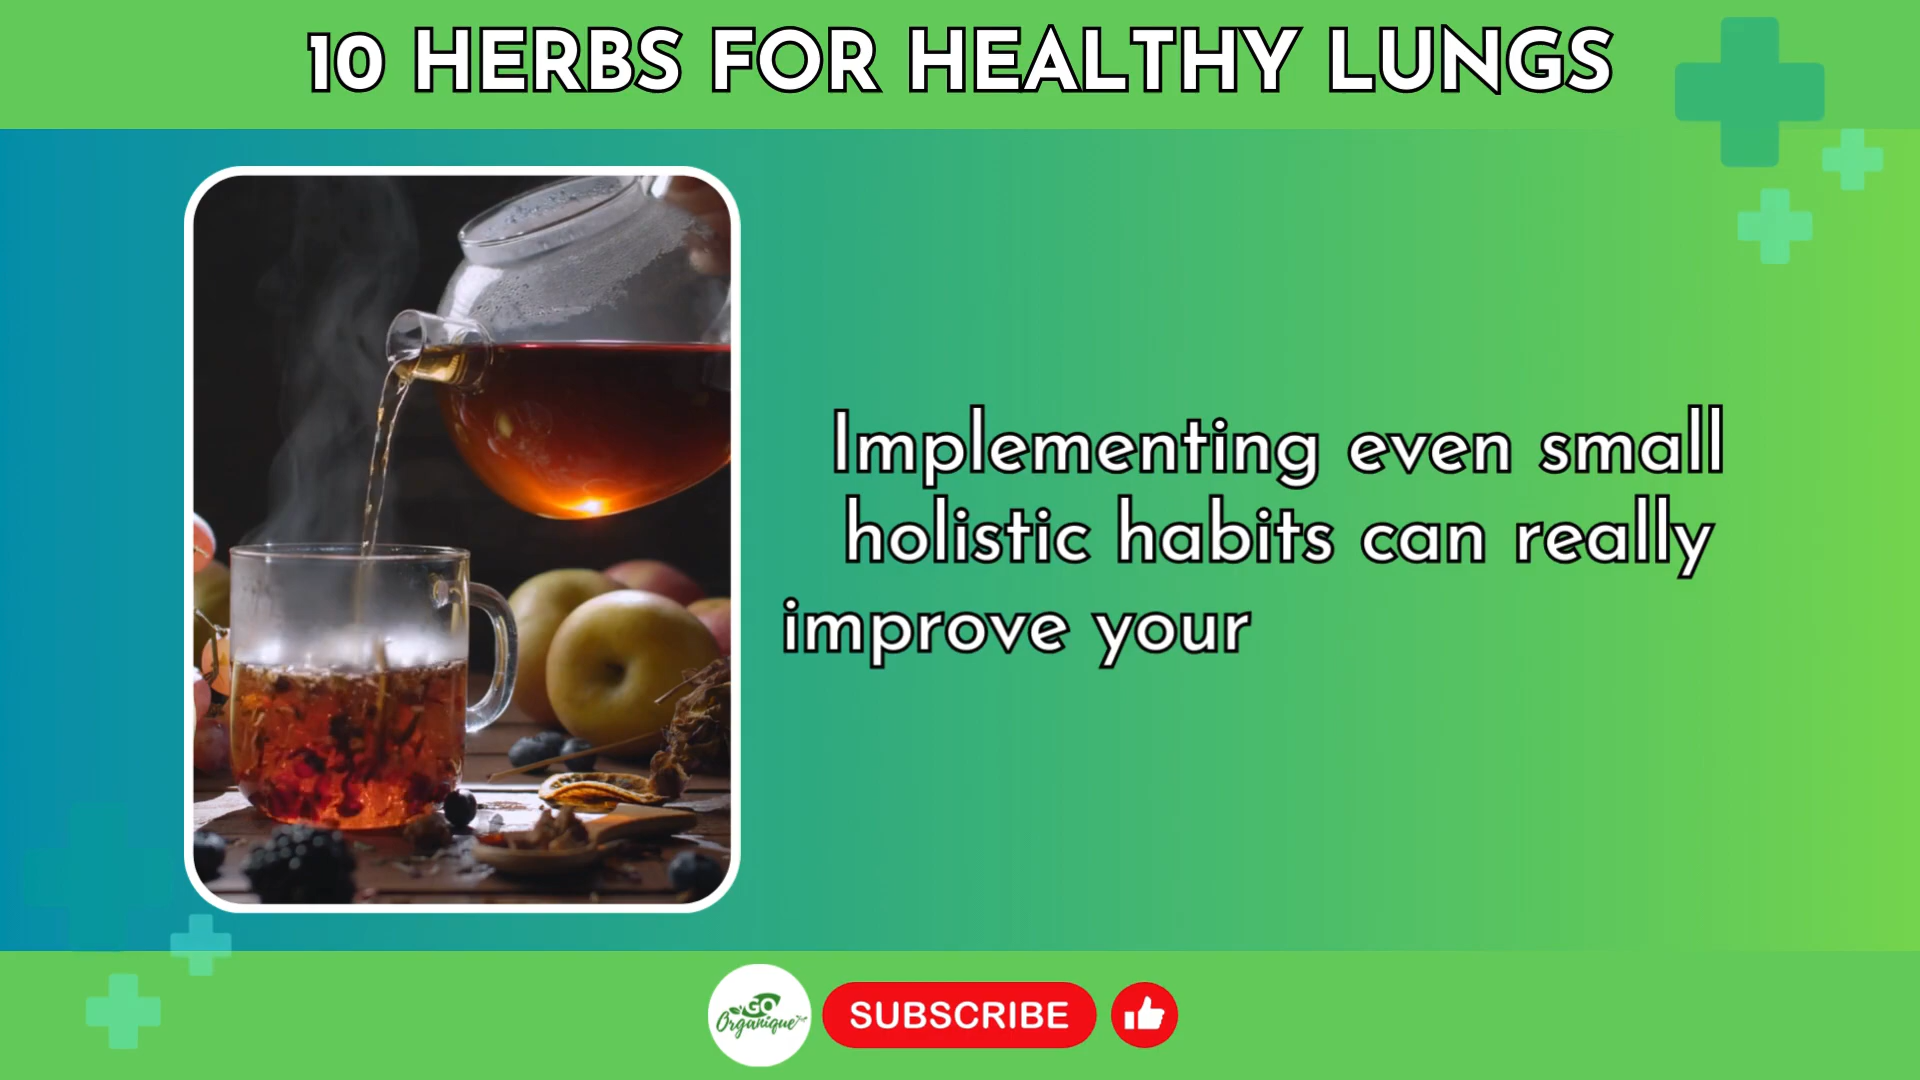 10 HERBS FOR HEALTHY LUNGS
Implementing even small
holistic habits can really
improve your
GO
Organique
SUBSCRIBE